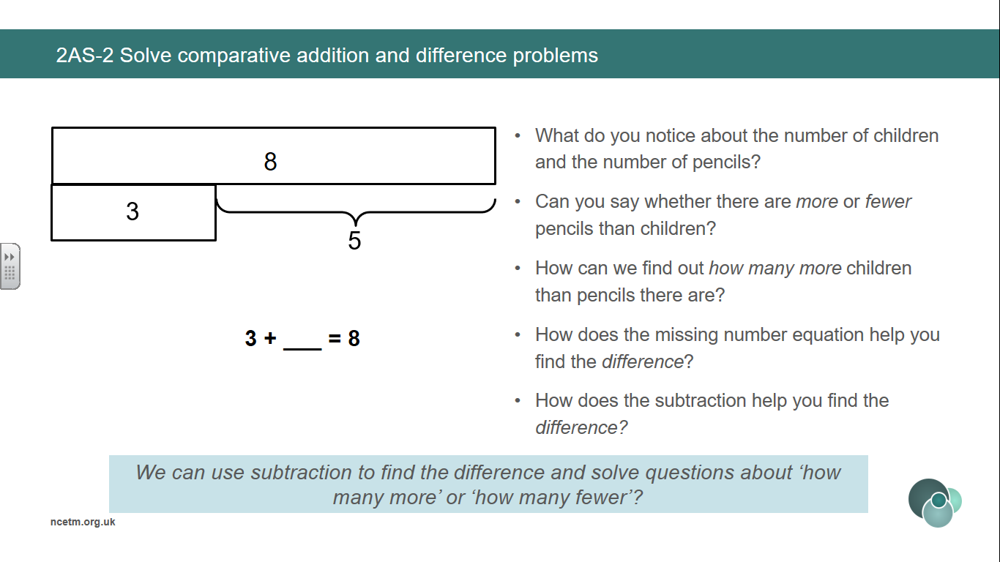 2AS-2 Solve comparative addition and difference problems
8
3
5
3 + ___ = 8
• What do you notice about the number of children
and the number of pencils?
• Can you say whether there are more or fewer
pencils than children?
• How can we find out how many more children
than pencils there are?
• How does the missing number equation help you
find the difference?
• How does the subtraction help you find the
difference?
We can use subtraction to find the difference and solve questions about ‘how
many more’ or ‘how many fewer’?
ncetm.org.uk